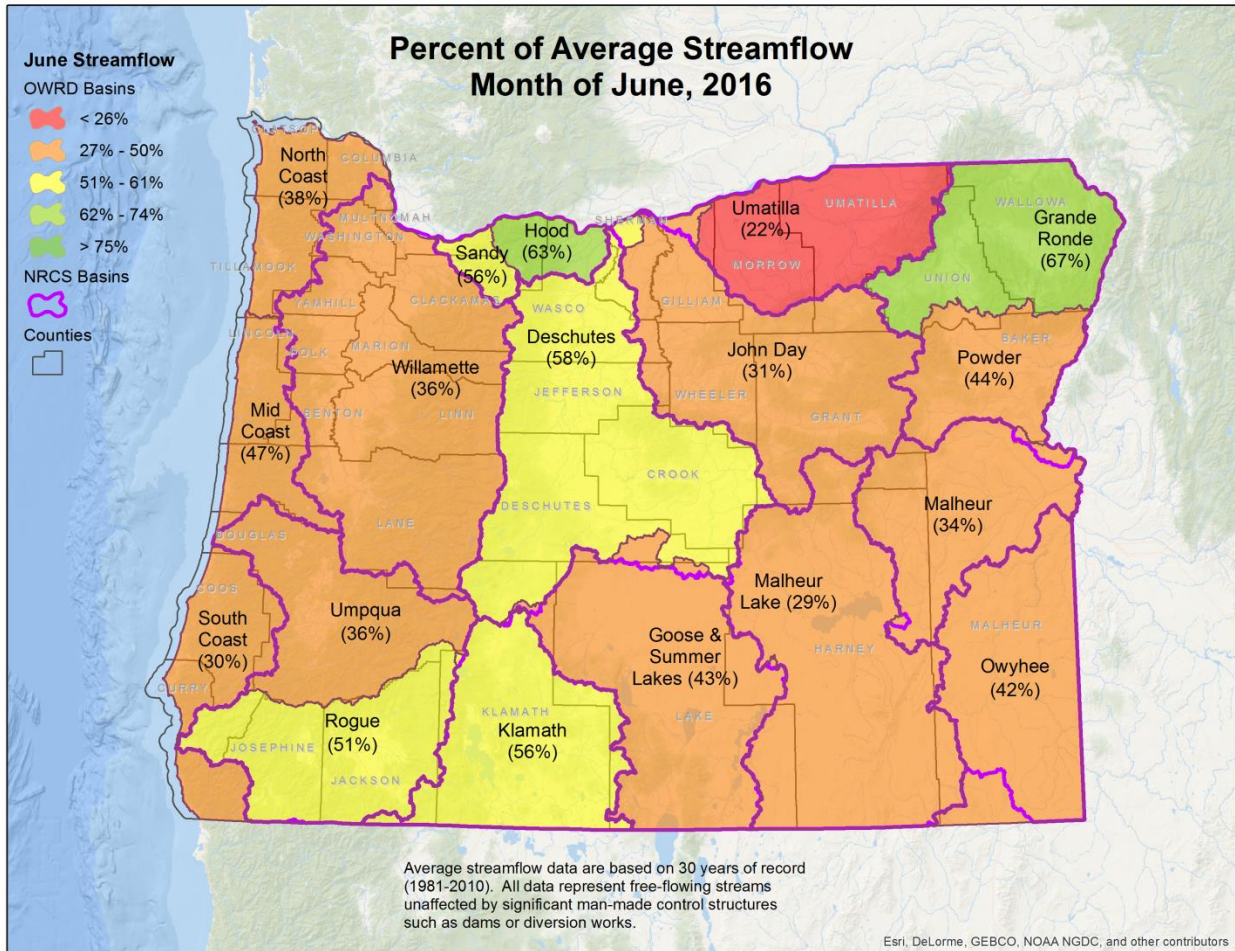 Percent of Average Streamflow
Month of June, 2016
June Streamflow
OWRD Basins
< 26%
27% - 50%
51% - 61%
62% - 74%
> 75%
NRCS Basins
Counties
CLATSOP
COLUMBIA
North
Coast
(38%)
MULTNOMAH
WASHINGTON
TILLAMOOK
YAMHILL
CLACKAMAS
Sandy
(56%)
Hood
(63%)
SHERMAN
WASCO
GILLIAM
Umatilla
(22%)
UMATILLA
MORROW
WALLOWA
Grande
Ronde
(67%)
UNION
LINCOLN
POLK
MARION
Willamette
(36%)
BENTON
LINN
Deschutes
(58%)
JEFFERSON
John Day
(31%)
WHEELER
GRANT
BAKER
Powder
(44%)
Mid
Coast
(47%)
CROOK
DESCHUTES
LANE
DOUGLAS
Malheur
(34%)
COOS
South
Coast
(30%)
CURRY
Umpqua
(36%)
Goose &
Summer
Lakes (43%)
LAKE
Malheur
Lake (29%)
HARNEY
MALHEUR
Owyhee
(42%)
Rogue
(51%)
JOSEPHINE
JACKSON
KLAMATH
Klamath
(56%)
Average streamflow data are based on 30 years of record
(1981-2010). All data represent free-flowing streams
unaffected by significant man-made control structures
such as dams or diversion works.
Esri, DeLorme, GEBCO, NOAA NGDC, and other contributors